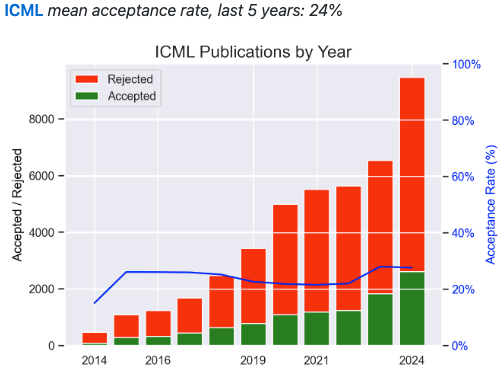 ICML mean acceptance rate, last 5 years: 24%
ICML Publications by Year
Rejected
Accepted
Accepted / Rejected
8000
6000
4000
2000
0
100%
80%
60%
40%
20%
0%
Acceptance Rate (%)
2014 2016 2019 2021 2024